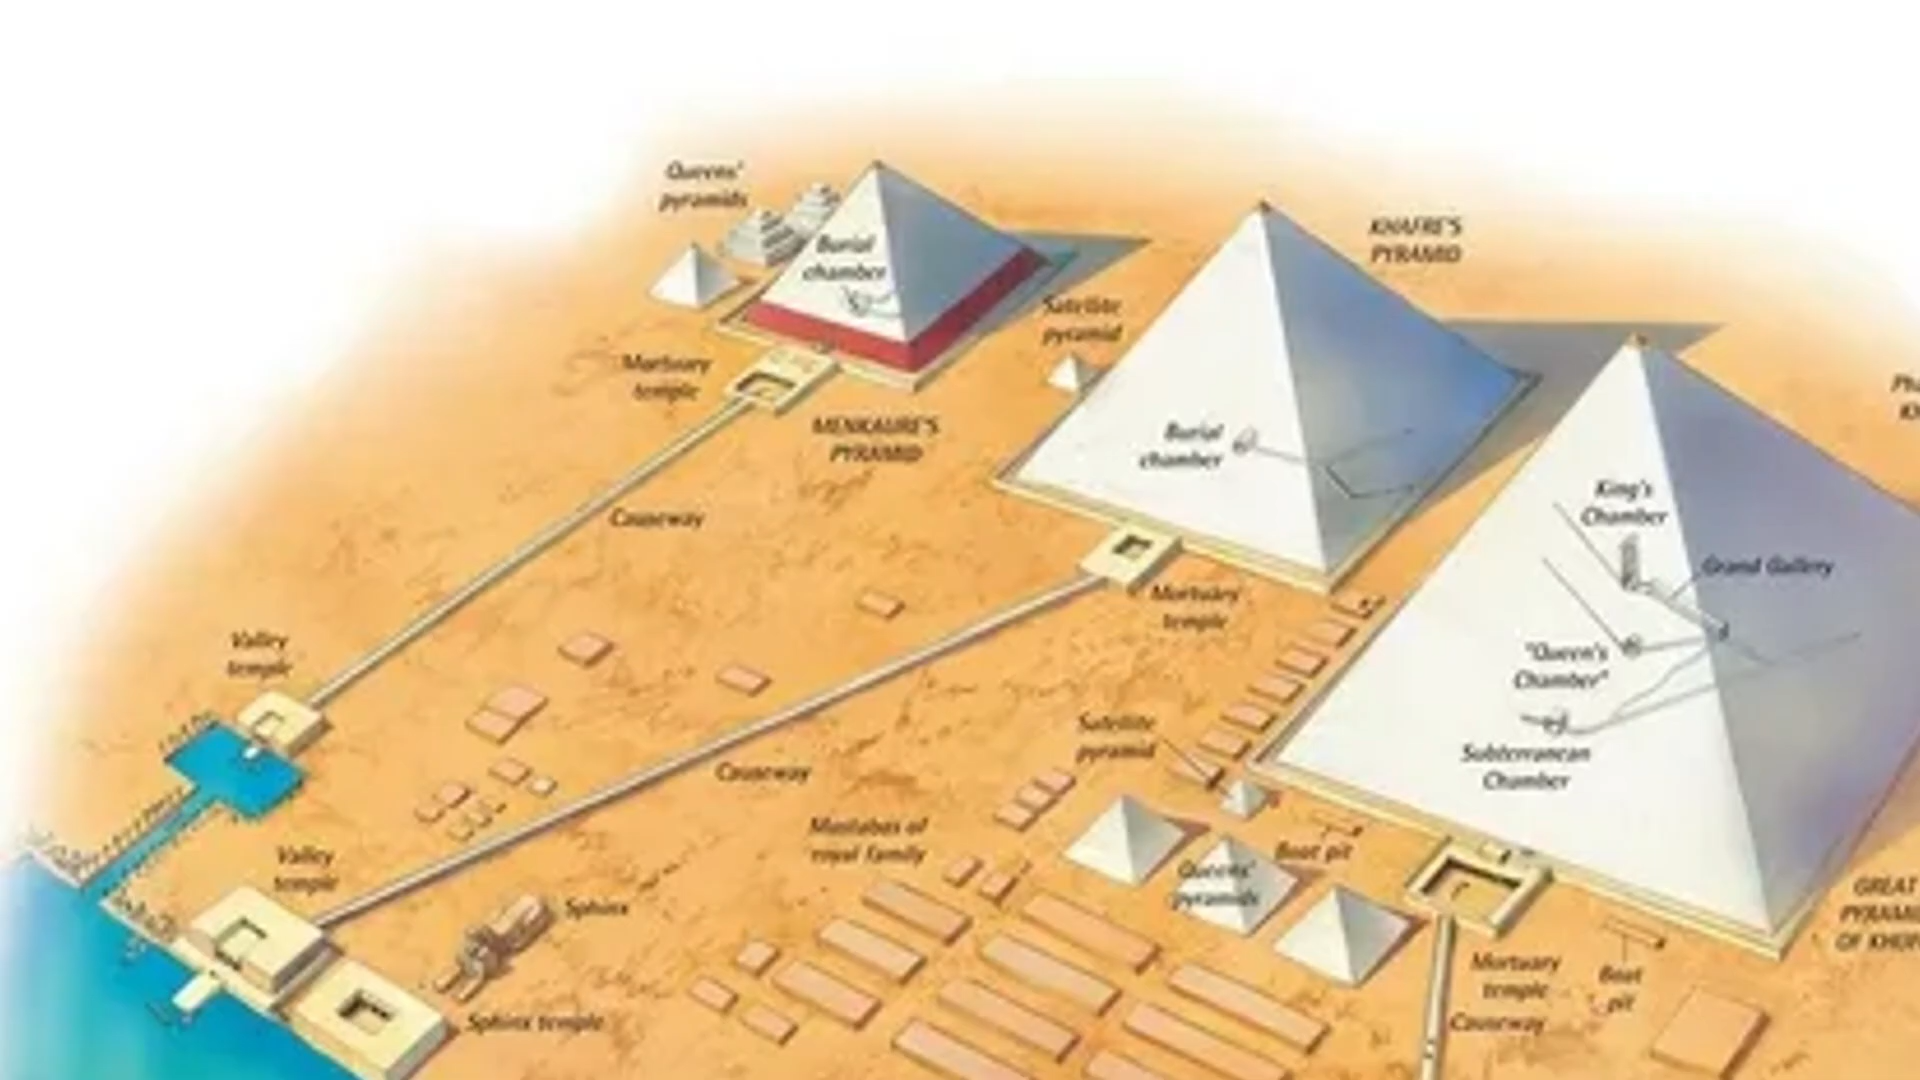 Queens'
pyramids
Burial
chamber
KHAFRE'S
PYRAMID
Satellite
pyramid
Mortuary
temple
MENKAURE'S
PYRAMID
Burial
chamber
King's
Chamber
Causeway
Grand Gallery
Mortuary
temple
Valley
temple
"Queen's
Chamber"
Satellite
pyramid
Subterranean
Chamber
Causeway
Mastabas of
royal family
Boat pit
Valley
temple
Queens'
pyramids
GREAT
OF
Sphinx
Mortuary
temple
Boat
pit
Sphinx temple
Causeway